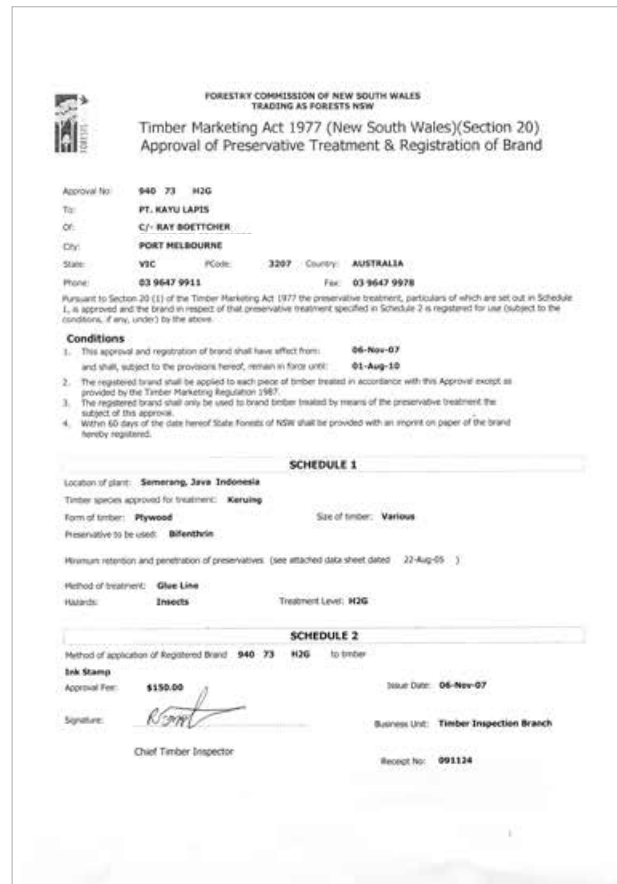 FORESTRY COMMISSION OF NEW SOUTH WALES
TRADING AS FORESTS NSW
FORESTS
Timber Marketing Act 1977 (New South Wales)(Section 20)
Approval of Preservative Treatment & Registration of Brand
Approval No: 940 73 H2G
To: PT. KAYU LAPIS
Of: C/- RAY BOETTCHER
City: PORT MELBOURNE
State: VIC PCode: 3207 Country: AUSTRALIA
Phone: 03 9647 9911 Fax: 03 9647 9978
Pursuant to Section 20 (1) of the Timber Marketing Act 1977 the preservative treatment, particulars of which are set out in Schedule
1, is approved and the brand in respect of that preservative treatment specified in Schedule 2 is registered for use (subject to the
conditions, if any, under) by the above.
Conditions
1. This approval and registration of brand shall have effect from: 06-Nov-07
and shall, subject to the provisions hereof, remain in force until: 01-Aug-10
2. The registered brand shall be applied to each piece of timber treated in accordance with this Approval except as
provided by the Timber Marketing Regulation 1987.
3. The registered brand shall only be used to brand timber treated by means of the preservative treatment the
subject of this approval.
4. Within 60 days of the date hereof State Forests of NSW shall be provided with an imprint on paper of the brand
hereby registered.
SCHEDULE 1
Location of plant: Semerang, Java Indonesia
Timber species approved for treatment: Keruing
Form of timber: Plywood Size of timber: Various
Preservative to be used: Bifenthrin
Minimum retention and penetration of preservatives (see attached data sheet dated 22-Aug-05 )
Method of treatment: Glue Line
Hazards: Insects Treatment Level: H2G
SCHEDULE 2
Method of application of Registered Brand 940 73 H2G to timber
Ink Stamp
Approval Fee: $150.00 Issue Date: 06-Nov-07
Signature: Business Unit: Timber Inspection Branch
Chief Timber Inspector
Receipt No: 091124